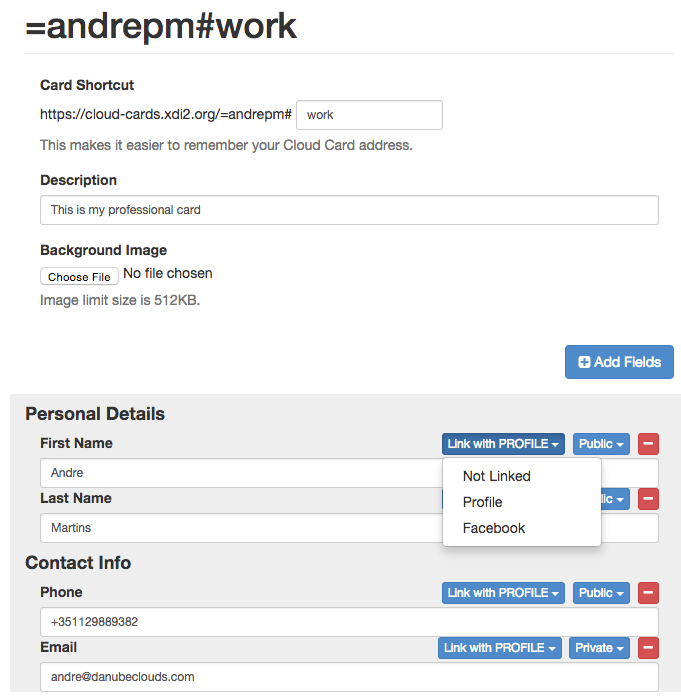 =andrepm#work
Card Shortcut
https://cloud-cards.xdi2.org/=andrepm# work
This makes it easier to remember your Cloud Card address.
Description
This is my professional card
Background Image
Choose File No file chosen
Image limit size is 512KB.
Add Fields
Personal Details
First Name Link with PROFILE Public
Andre
Not Linked
Last Name lic
Profile
Martins
Facebook
Contact Info
Phone Link with PROFILE Public
+351129889382
Email Link with PROFILE Private
andre@danubeclouds.com